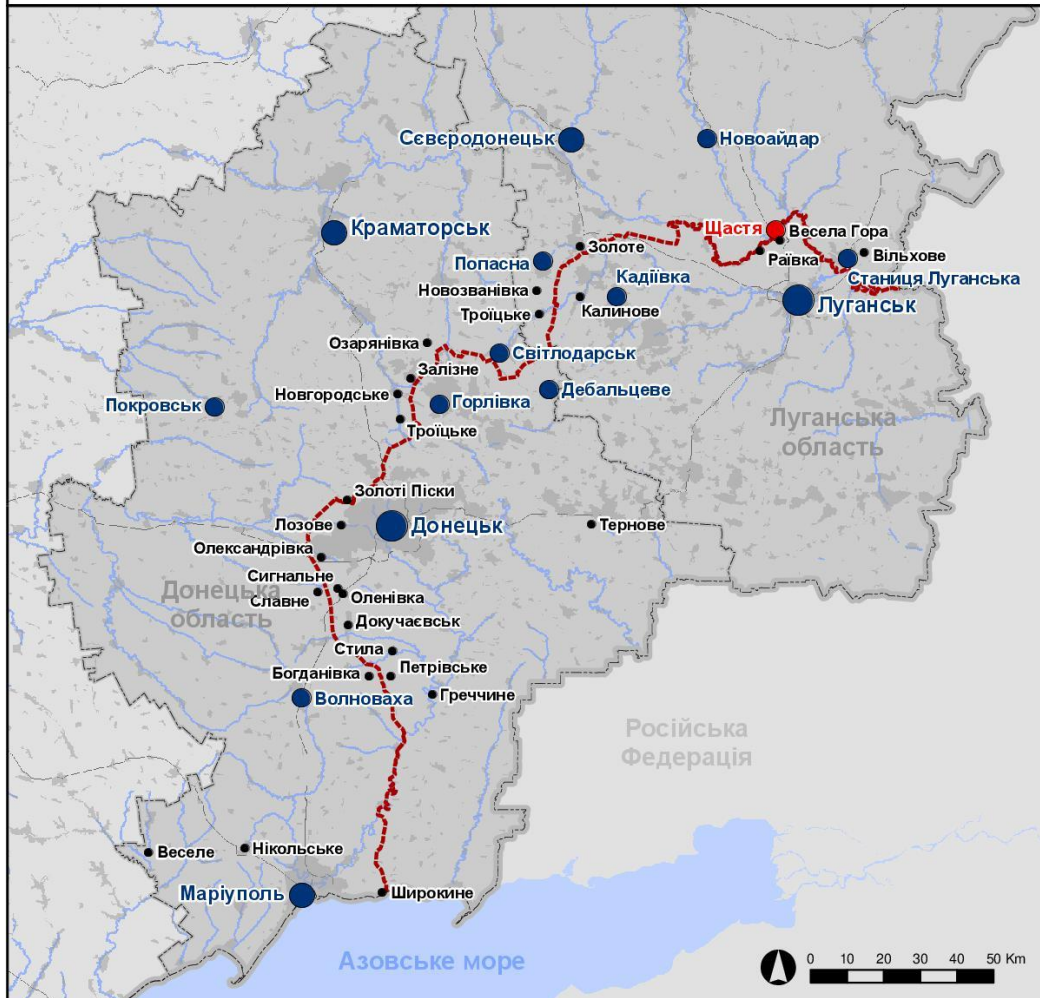 Сєвєродонецьк
Новоайдар
Щастя
Весела Гора
Краматорськ
Золоте
Раївка
Вільхове
Попасна
Станиця Луганська
Кадіївка
Новозванівка
Калинове
Луганськ
Троїцьке
Озарянівка
Світлодарськ
Залізне
Дебальцеве
Новгородське
Горлівка
Покровськ
Луганська
область
Троїцьке
Золоті Піски
Лозове
Донецьк
Тернове
Олександрівка
Сигнальне
Донецька
область
Славне
Оленівка
Докучаєвськ
Стила
Богданівка
Петрівське
Греччине
Волноваха
Російська
Федерація
Веселе
Нікольське
Маріуполь
Широкине
Азовське море
0 10 20 30 40 50 Km